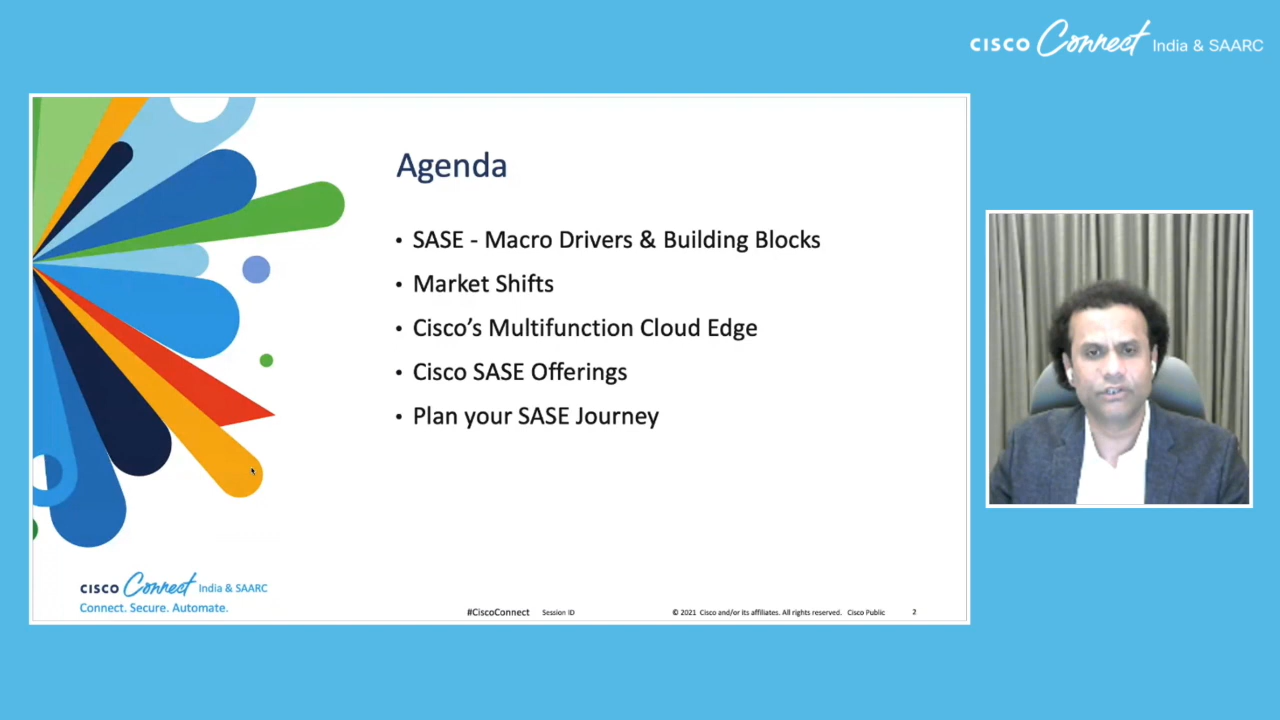 CISCO Connect India & SAARC
Agenda
• SASE - Macro Drivers & Building Blocks
• Market Shifts
• Cisco's Multifunction Cloud Edge
• Cisco SASE Offerings
• Plan your SASE Journey
CISCO Connect India & SAARC
Connect. Secure. Automate.
#CiscoConnect Session ID © 2021 Cisco and/or its affiliates. All rights reserved. Cisco Public 2